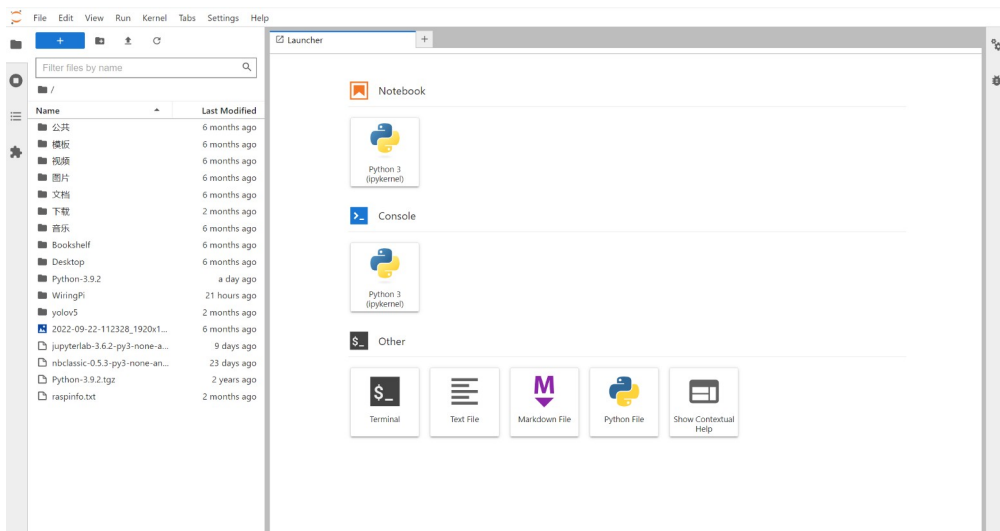 File Edit View Run Kernel Tabs Settings Help
Launcher
Filter files by name
/
Name Last Modified
公共 6 months ago
模板 6 months ago
视频 6 months ago
图片 6 months ago
文档 6 months ago
下载 2 months ago
音乐 6 months ago
Bookshelf 6 months ago
Desktop 6 months ago
Python-3.9.2 a day ago
WiringPi 21 hours ago
yolov5 2 months ago
2022-09-22-112328_1920x1... 6 months ago
jupyterlab-3.6.2-py3-none-a... 9 days ago
nbclassic-0.5.3-py3-none-an... 23 days ago
Python-3.9.2.tgz 2 years ago
raspinfo.txt 2 months ago
Notebook
Python 3
(ipykernel)
Console
Python 3
(ipykernel)
$_ Other
$_
Terminal
Text File
M
Markdown File
Python File
Show Contextual
Help